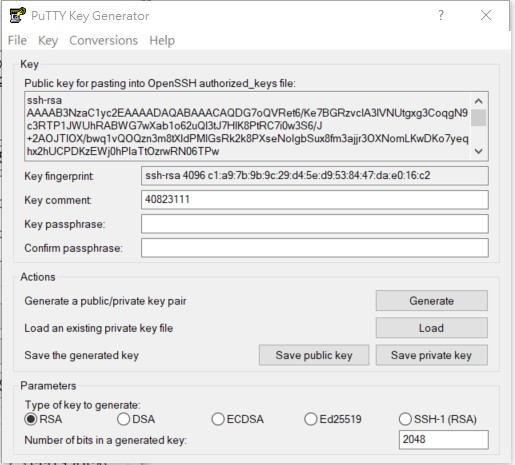 PuTTY Key Generator
File Key Conversions Help
Key
Public key for pasting into OpenSSH authorized_keys file:
ssh-rsa
AAAAB3NzaC1yc2EAAAADAQABAAACAQDG7oQVRet6/Ke7BGRzvclA3lVNUtgxg3CoqgN9
c3RTP1JWUhRABWG7wXab1o62uQl3tJ7HlK8PtRC7i0w3S6/J
+2AOJTIOX/bwq1vQOQzn3m8tXldPMlGsRk2k8PXseNolgbSux8fm3ajjr3OXNomLKwDKo7yeq
hx2hUCPDKzEWj0hPlaTtOzrwRN06TPw
Key fingerprint: ssh-rsa 4096 c1:a9:7b:9b:9c:29:d4:5e:d9:53:84:47:da:e0:16:c2
Key comment: 40823111
Key passphrase:
Confirm passphrase:
Actions
Generate a public/private key pair Generate
Load an existing private key file Load
Save the generated key Save public key Save private key
Parameters
Type of key to generate:
RSA DSA ECDSA Ed25519 SSH-1 (RSA)
Number of bits in a generated key: 2048